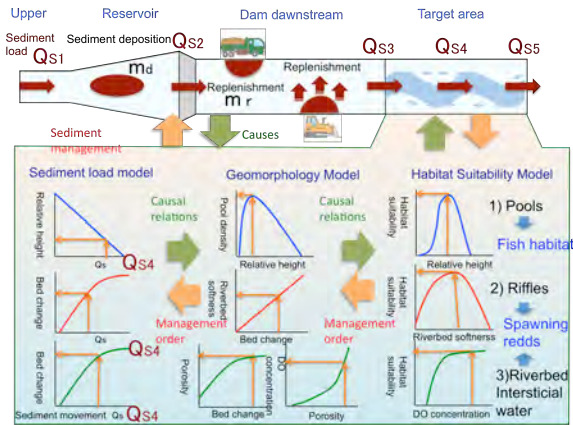 Upper
Reservoir
Dam dawnstream
Target area
Sediment load
QS1
Sediment deposition
QS2
QS3
QS4
QS5
md
Replenishment
Replenishment
mr
mr
Sediment management
Causes
Sediment load model
Geomorphology Model
Habitat Suitability Model
Relative height
Qs
QS4
Causal relations
Pool density
Relative height
Causal relations
Habitat suitability
Relative height
1) Pools
Fish habitat
Bed change
Qs
Management order
Riverbed softness
Bed change
Management order
Habitat suitability
Riverbed softnerss
2) Riffles
Spawning redds
Bed change
QS4
Sediment movement Qs QS4
Porosity
Bed change
DO concentration
Porosity
Habitat suitability
DO concentration
3)Riverbed
Intersticial
water